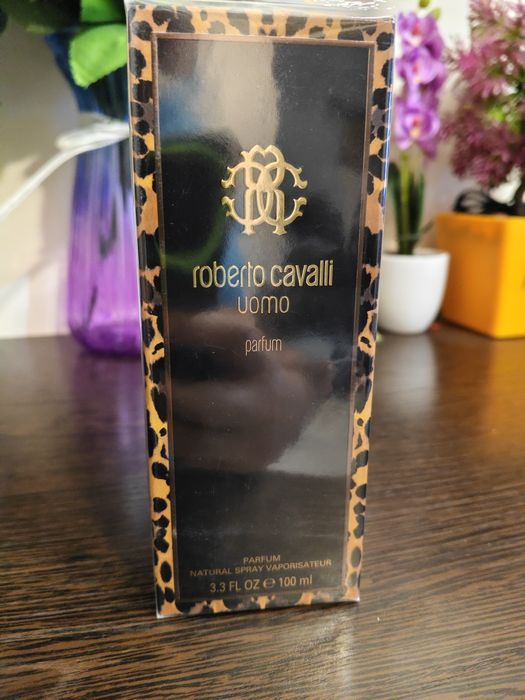 roberto cavalli
uomo
parfum
PARFUM
NATURAL SPRAY VAPORISATEUR
3.3 FL OZ ℮ 100 ml